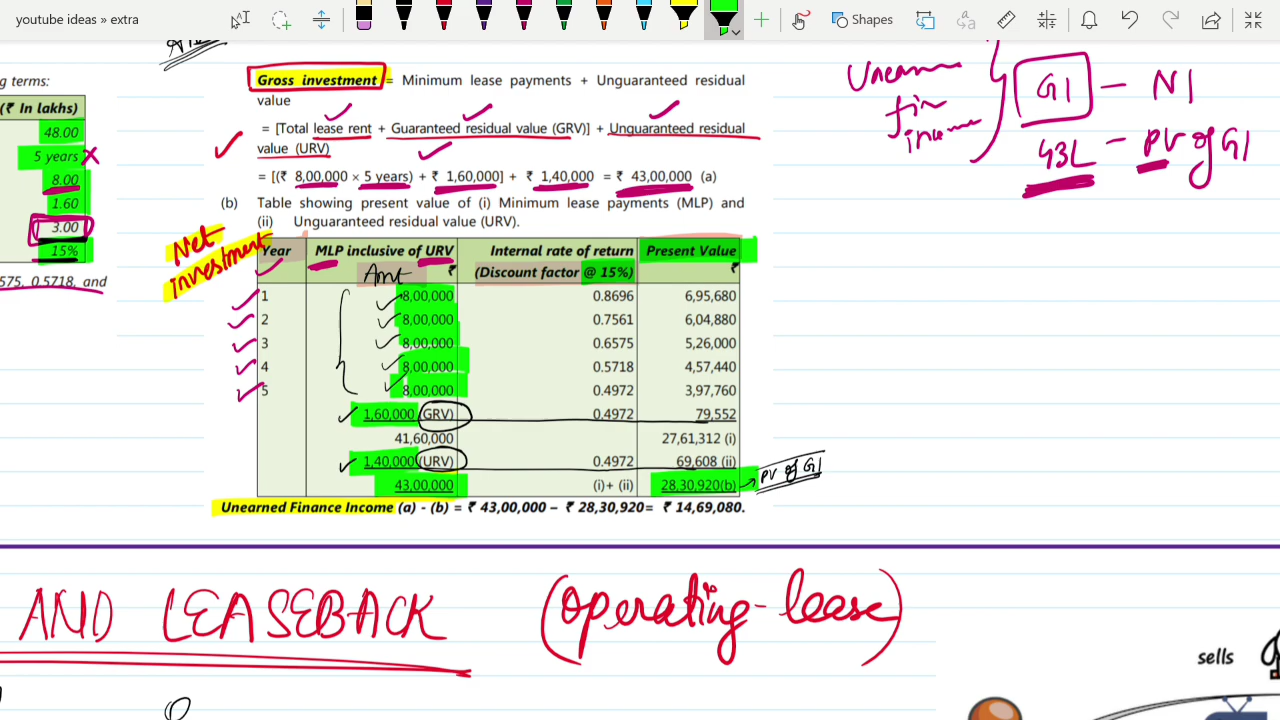 youtube ideas » extra
Shapes
g terms:
(₹ In lakhs)
48.00
5 years x
8.00
1.60
3.00
15%
575, 0.5718, and
Gross investment = Minimum lease payments + Unguaranteed residual
value
= [Total lease rent + Guaranteed residual value (GRV)] + Unguaranteed residual
value (URV)
= [(₹ 8,00,000 × 5 years) + ₹ 1,60,000] + ₹ 1,40,000 = ₹ 43,00,000 (a)
(b) Table showing present value of (i) Minimum lease payments (MLP) and
(ii) Unguaranteed residual value (URV).
Net
investment
Year MLP inclusive of URV Internal rate of return Present Value
Amt ₹ (Discount factor @ 15%) ₹
1 8,00,000 0.8696 6,95,680
2 8,00,000 0.7561 6,04,880
3 8,00,000 0.6575 5,26,000
4 8,00,000 0.5718 4,57,440
5 8,00,000 0.4972 3,97,760
1,60,000 (GRV) 0.4972 79,552
41,60,000 27,61,312 (i)
1,40,000 (URV) 0.4972 69,608 (ii)
43,00,000 (i)+ (ii) 28,30,920(b) → PV of GI
Unearned Finance Income (a) - (b) = ₹ 43,00,000 – ₹ 28,30,920= ₹ 14,69,080.
fin
income
GI - NI
43L - PV of GI
AND LEASEBACK (operating-lease)
sells